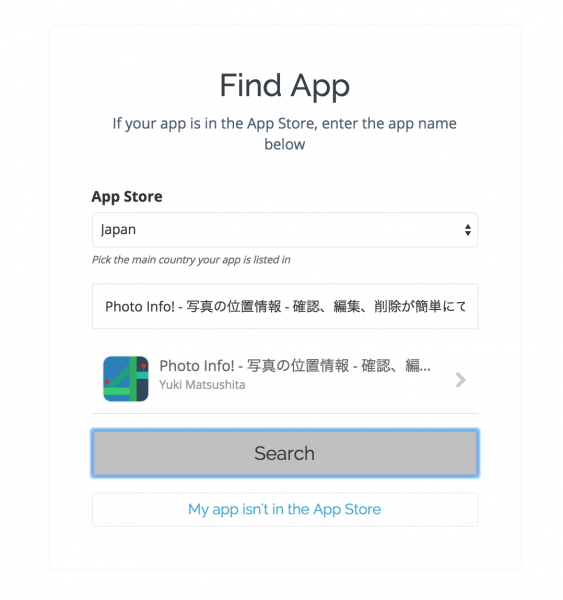 Find App
If your app is in the App Store, enter the app name
below
App Store
Japan
Pick the main country your app is listed in
Photo Info! - 写真の位置情報 - 確認、編集、削除が簡単にて
Photo Info! - 写真の位置情報 - 確認、編...
Yuki Matsushita
Search
My app isn't in the App Store